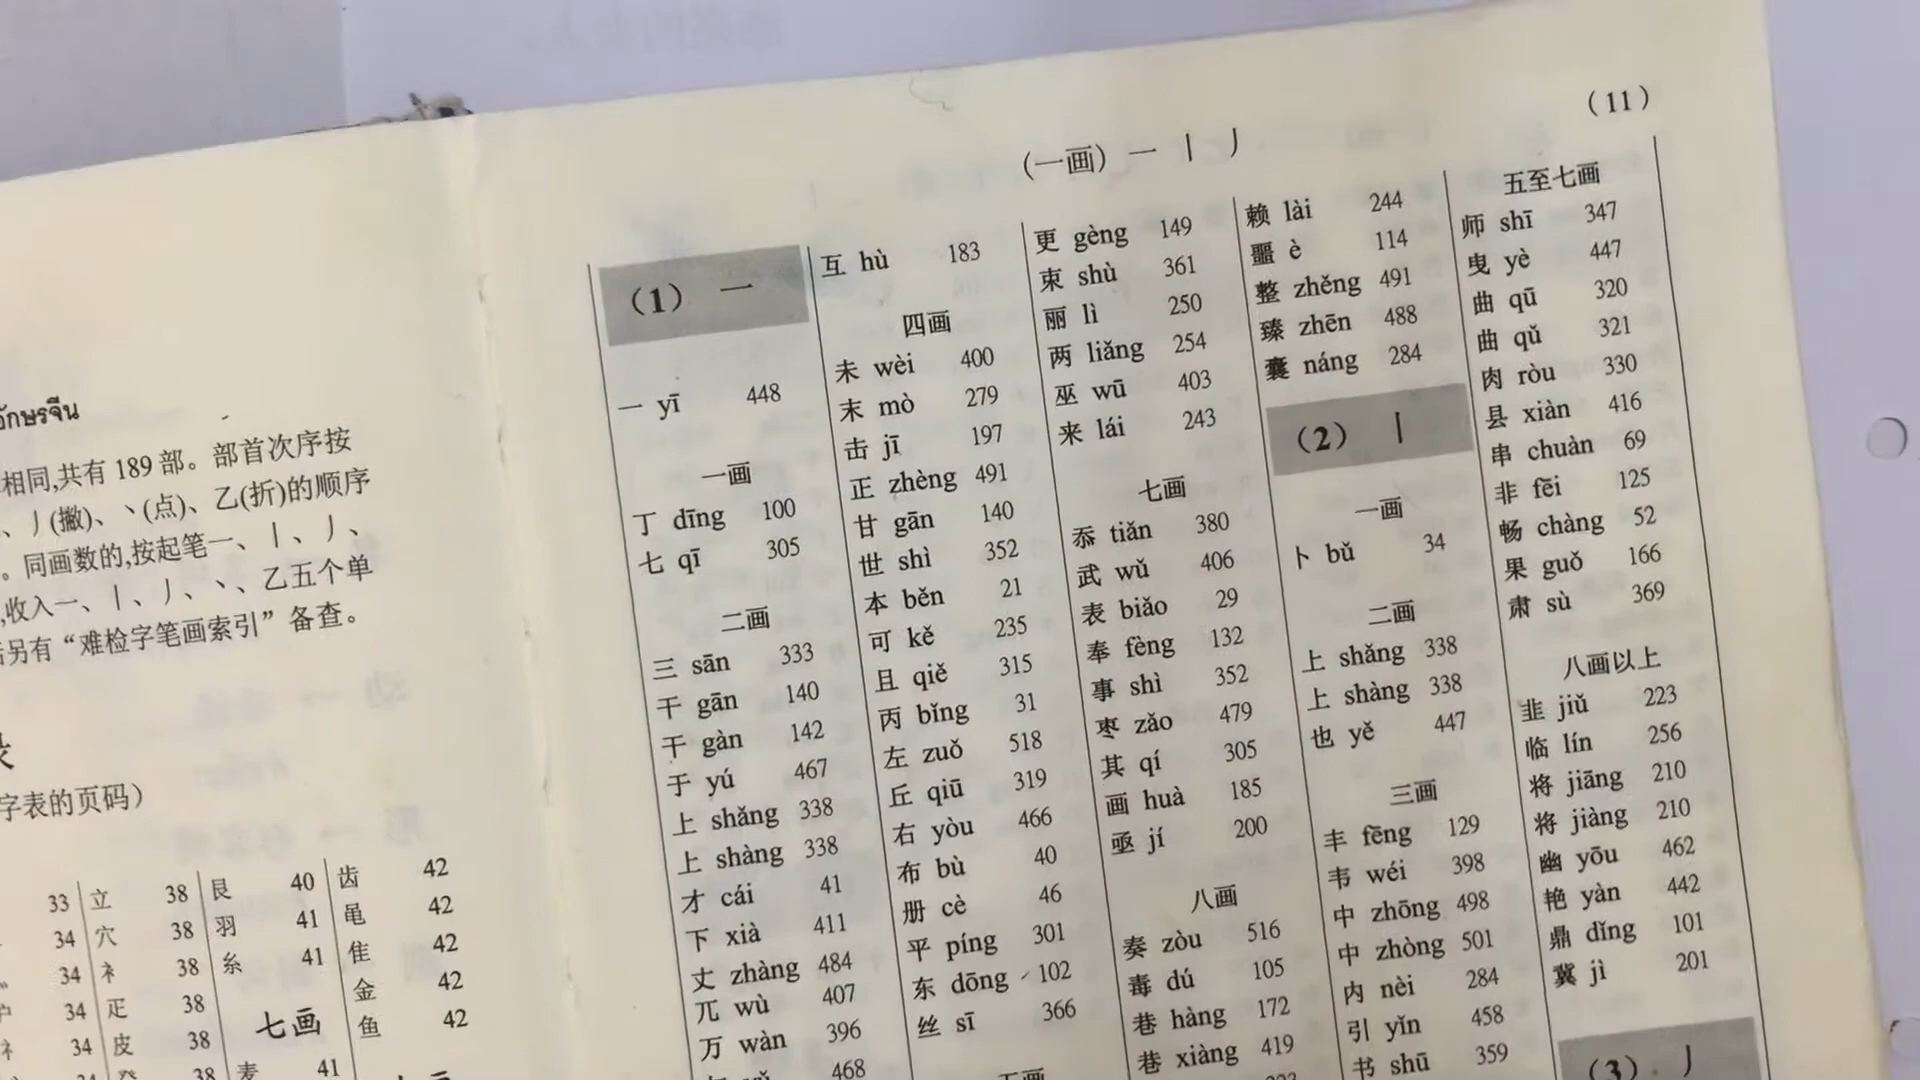 อักษรจีน
相同,共有 189 部。部首次序按
、丿(撇)、丶(点)、乙(折)的顺序
。同画数的,按起笔一、丨、丿、
,收入一、丨、丿、丶、乙五个单
后另有“难检字笔画索引”备查。
字表的页码)
33
34
34
34
34
立 38
穴 38
衤 38
疋 38
皮 38
38
艮 40
羽 41
糸 41
七画
麦 41
齿 42
黾 42
隹 42
金 42
鱼 42
(11)
(一画) 一 丨 丿
(1) 一
一 yī 448
一画
丁 dīng 100
七 qī 305
二画
三 sān 333
干 gān 140
干 gàn 142
于 yú 467
上 shǎng 338
上 shàng 338
才 cái 41
下 xià 411
丈 zhàng 484
兀 wù 407
万 wàn 396
468
互 hù 183
四画
未 wèi 400
末 mò 279
击 jī 197
正 zhèng 491
甘 gān 140
世 shì 352
本 běn 21
可 kě 235
且 qiě 315
丙 bǐng 31
左 zuǒ 518
丘 qiū 319
右 yòu 466
布 bù 40
册 cè 46
平 píng 301
东 dōng 102
丝 sī 366
五画
更 gèng 149
束 shù 361
丽 lì 250
两 liǎng 254
巫 wū 403
来 lái 243
七画
忝 tiǎn 380
武 wǔ 406
表 biǎo 29
奉 fèng 132
事 shì 352
枣 zǎo 479
其 qí 305
画 huà 185
亟 jí 200
八画
奏 zòu 516
毒 dú 105
巷 hàng 172
巷 xiàng 419
赖 lài 244
噩 è 114
整 zhěng 491
臻 zhēn 488
囊 náng 284
(2) 丨
一画
卜 bǔ 34
二画
上 shǎng 338
上 shàng 338
也 yě 447
三画
丰 fēng 129
韦 wéi 398
中 zhōng 498
中 zhòng 501
内 nèi 284
引 yǐn 458
书 shū 359
五至七画
师 shī 347
曳 yè 447
曲 qū 320
曲 qǔ 321
肉 ròu 330
县 xiàn 416
串 chuàn 69
非 fēi 125
畅 chàng 52
果 guǒ 166
肃 sù 369
八画以上
韭 jiǔ 223
临 lín 256
将 jiāng 210
将 jiàng 210
幽 yōu 462
艳 yàn 442
鼎 dǐng 101
冀 jì 201
(3) 丿